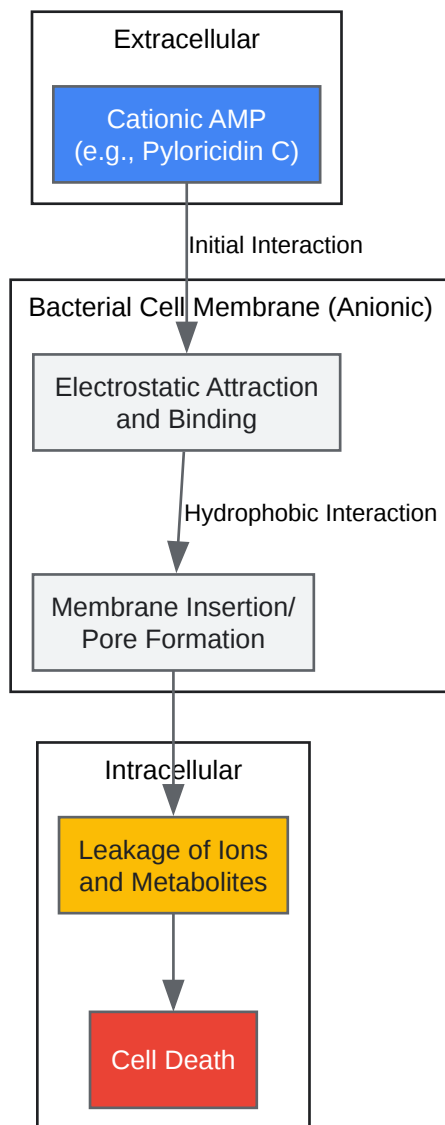 Extracellular
Cationic AMP
(e.g., Pyloricidin C)
Initial Interaction
Bacterial Cell Membrane (Anionic)
Electrostatic Attraction
and Binding
Hydrophobic Interaction
Membrane Insertion/
Pore Formation
Intracellular
Leakage of Ions
and Metabolites
Cell Death